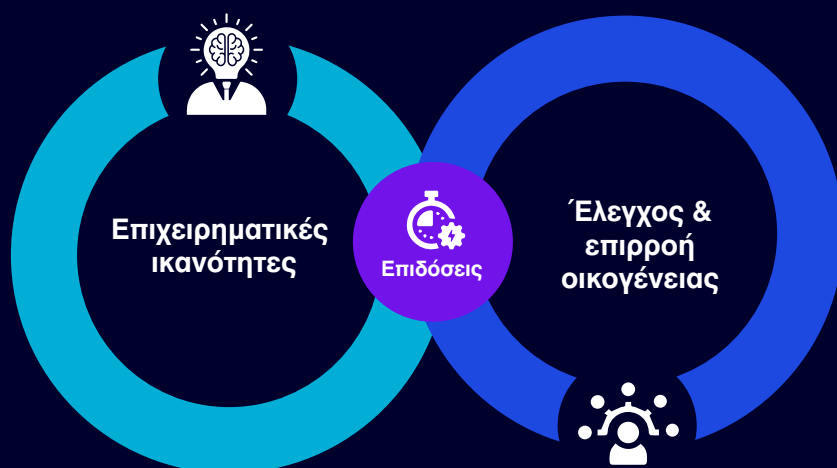 Επιχειρηματικές
ικανότητες
Επιδόσεις
Έλεγχος &
επιρροή
οικογένειας